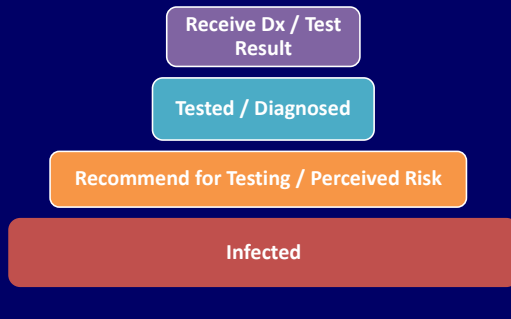 Receive Dx / Test
Result
Tested / Diagnosed
Recommend for Testing / Perceived Risk
Infected